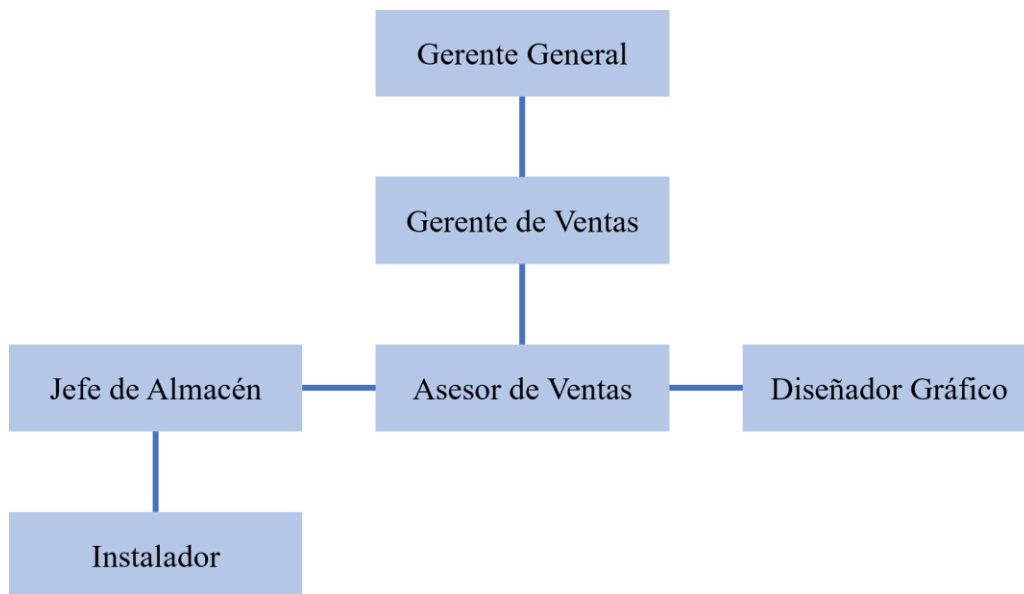 Gerente General
Gerente de Ventas
Jefe de Almacén
Asesor de Ventas
Diseñador Gráfico
Instalador